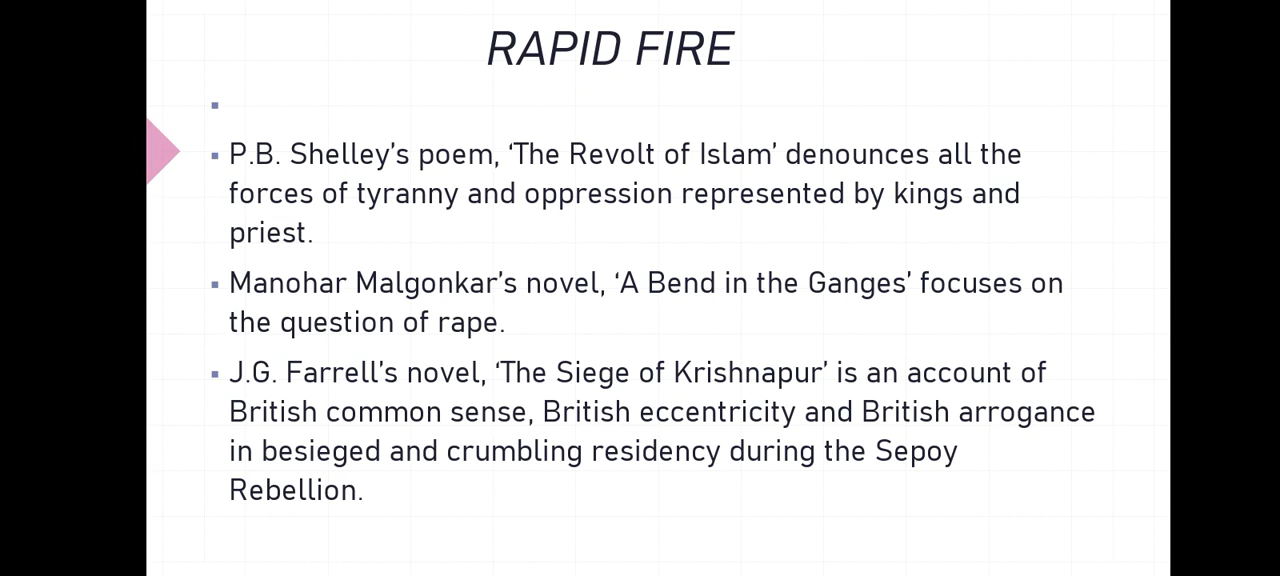 RAPID FIRE
P.B. Shelley’s poem, ‘The Revolt of Islam’ denounces all the
forces of tyranny and oppression represented by kings and
priest.
Manohar Malgonkar’s novel, ‘A Bend in the Ganges’ focuses on
the question of rape.
J.G. Farrell’s novel, ‘The Siege of Krishnapur’ is an account of
British common sense, British eccentricity and British arrogance
in besieged and crumbling residency during the Sepoy
Rebellion.